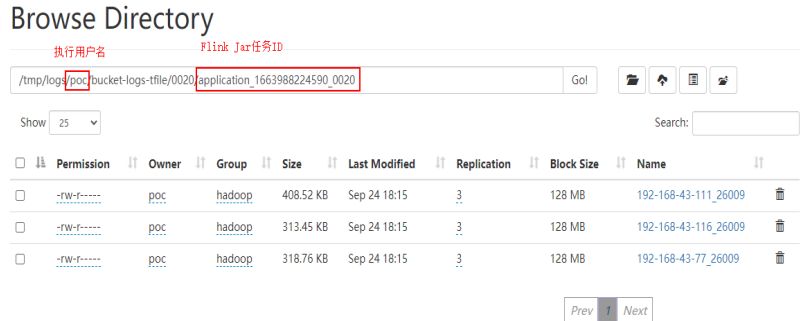 Browse Directory
执行用户名
Flink Jar任务ID
/tmp/logs/poc/bucket-logs-tfile/0020/application_1663988224590_0020 Go!
Show 25 Search:
Permission Owner Group Size Last Modified Replication Block Size Name
-rw-r----- poc hadoop 408.52 KB Sep 24 18:15 3 128 MB 192-168-43-111_26009
-rw-r----- poc hadoop 313.45 KB Sep 24 18:15 3 128 MB 192-168-43-116_26009
-rw-r----- poc hadoop 318.76 KB Sep 24 18:15 3 128 MB 192-168-43-77_26009
Prev 1 Next